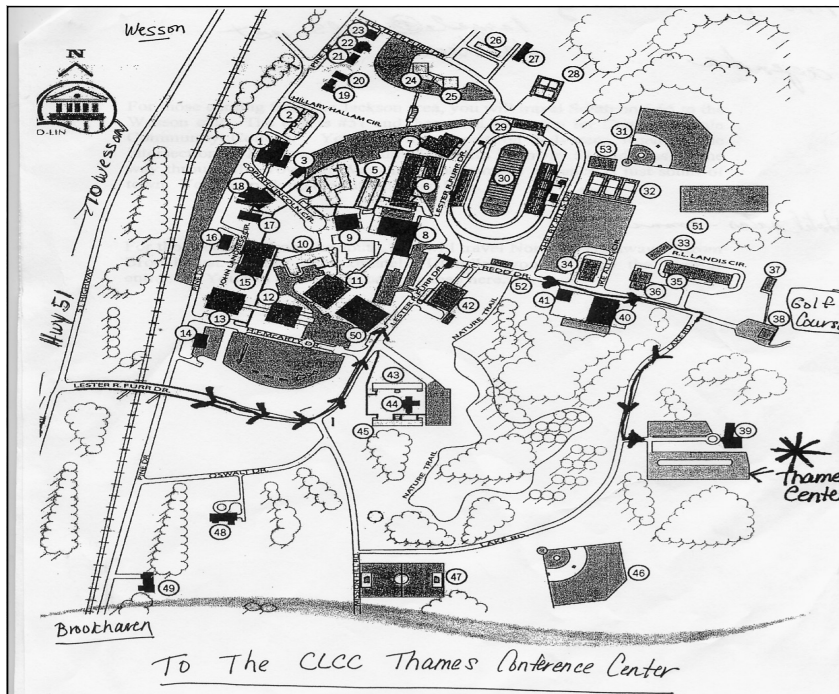 Wesson
N
D-LIN
TO Wesson
HWY 51
23
22
21
20
19
24
25
26
27
28
HILLARY HALLAM CIR.
2
1
3
4
5
7
6
29
30
31
53
32
LESTER R. FURR DR.
18
17
16
10
9
8
15
12
11
13
14
50
42
REDD DR.
52
34
R.L. LANDIS CIR.
51
33
37
36
35
38
41
40
Golf
Cours
NATURE TRAIL
LESTER R. FURR DR.
LESTER R. FURR DR.
43
44
45
39
Thames
Center
NATURE TRAIL
OSWALT DR.
48
LAKE RD.
47
46
49
Brookhaven
To The CLCC Thames Conference Center